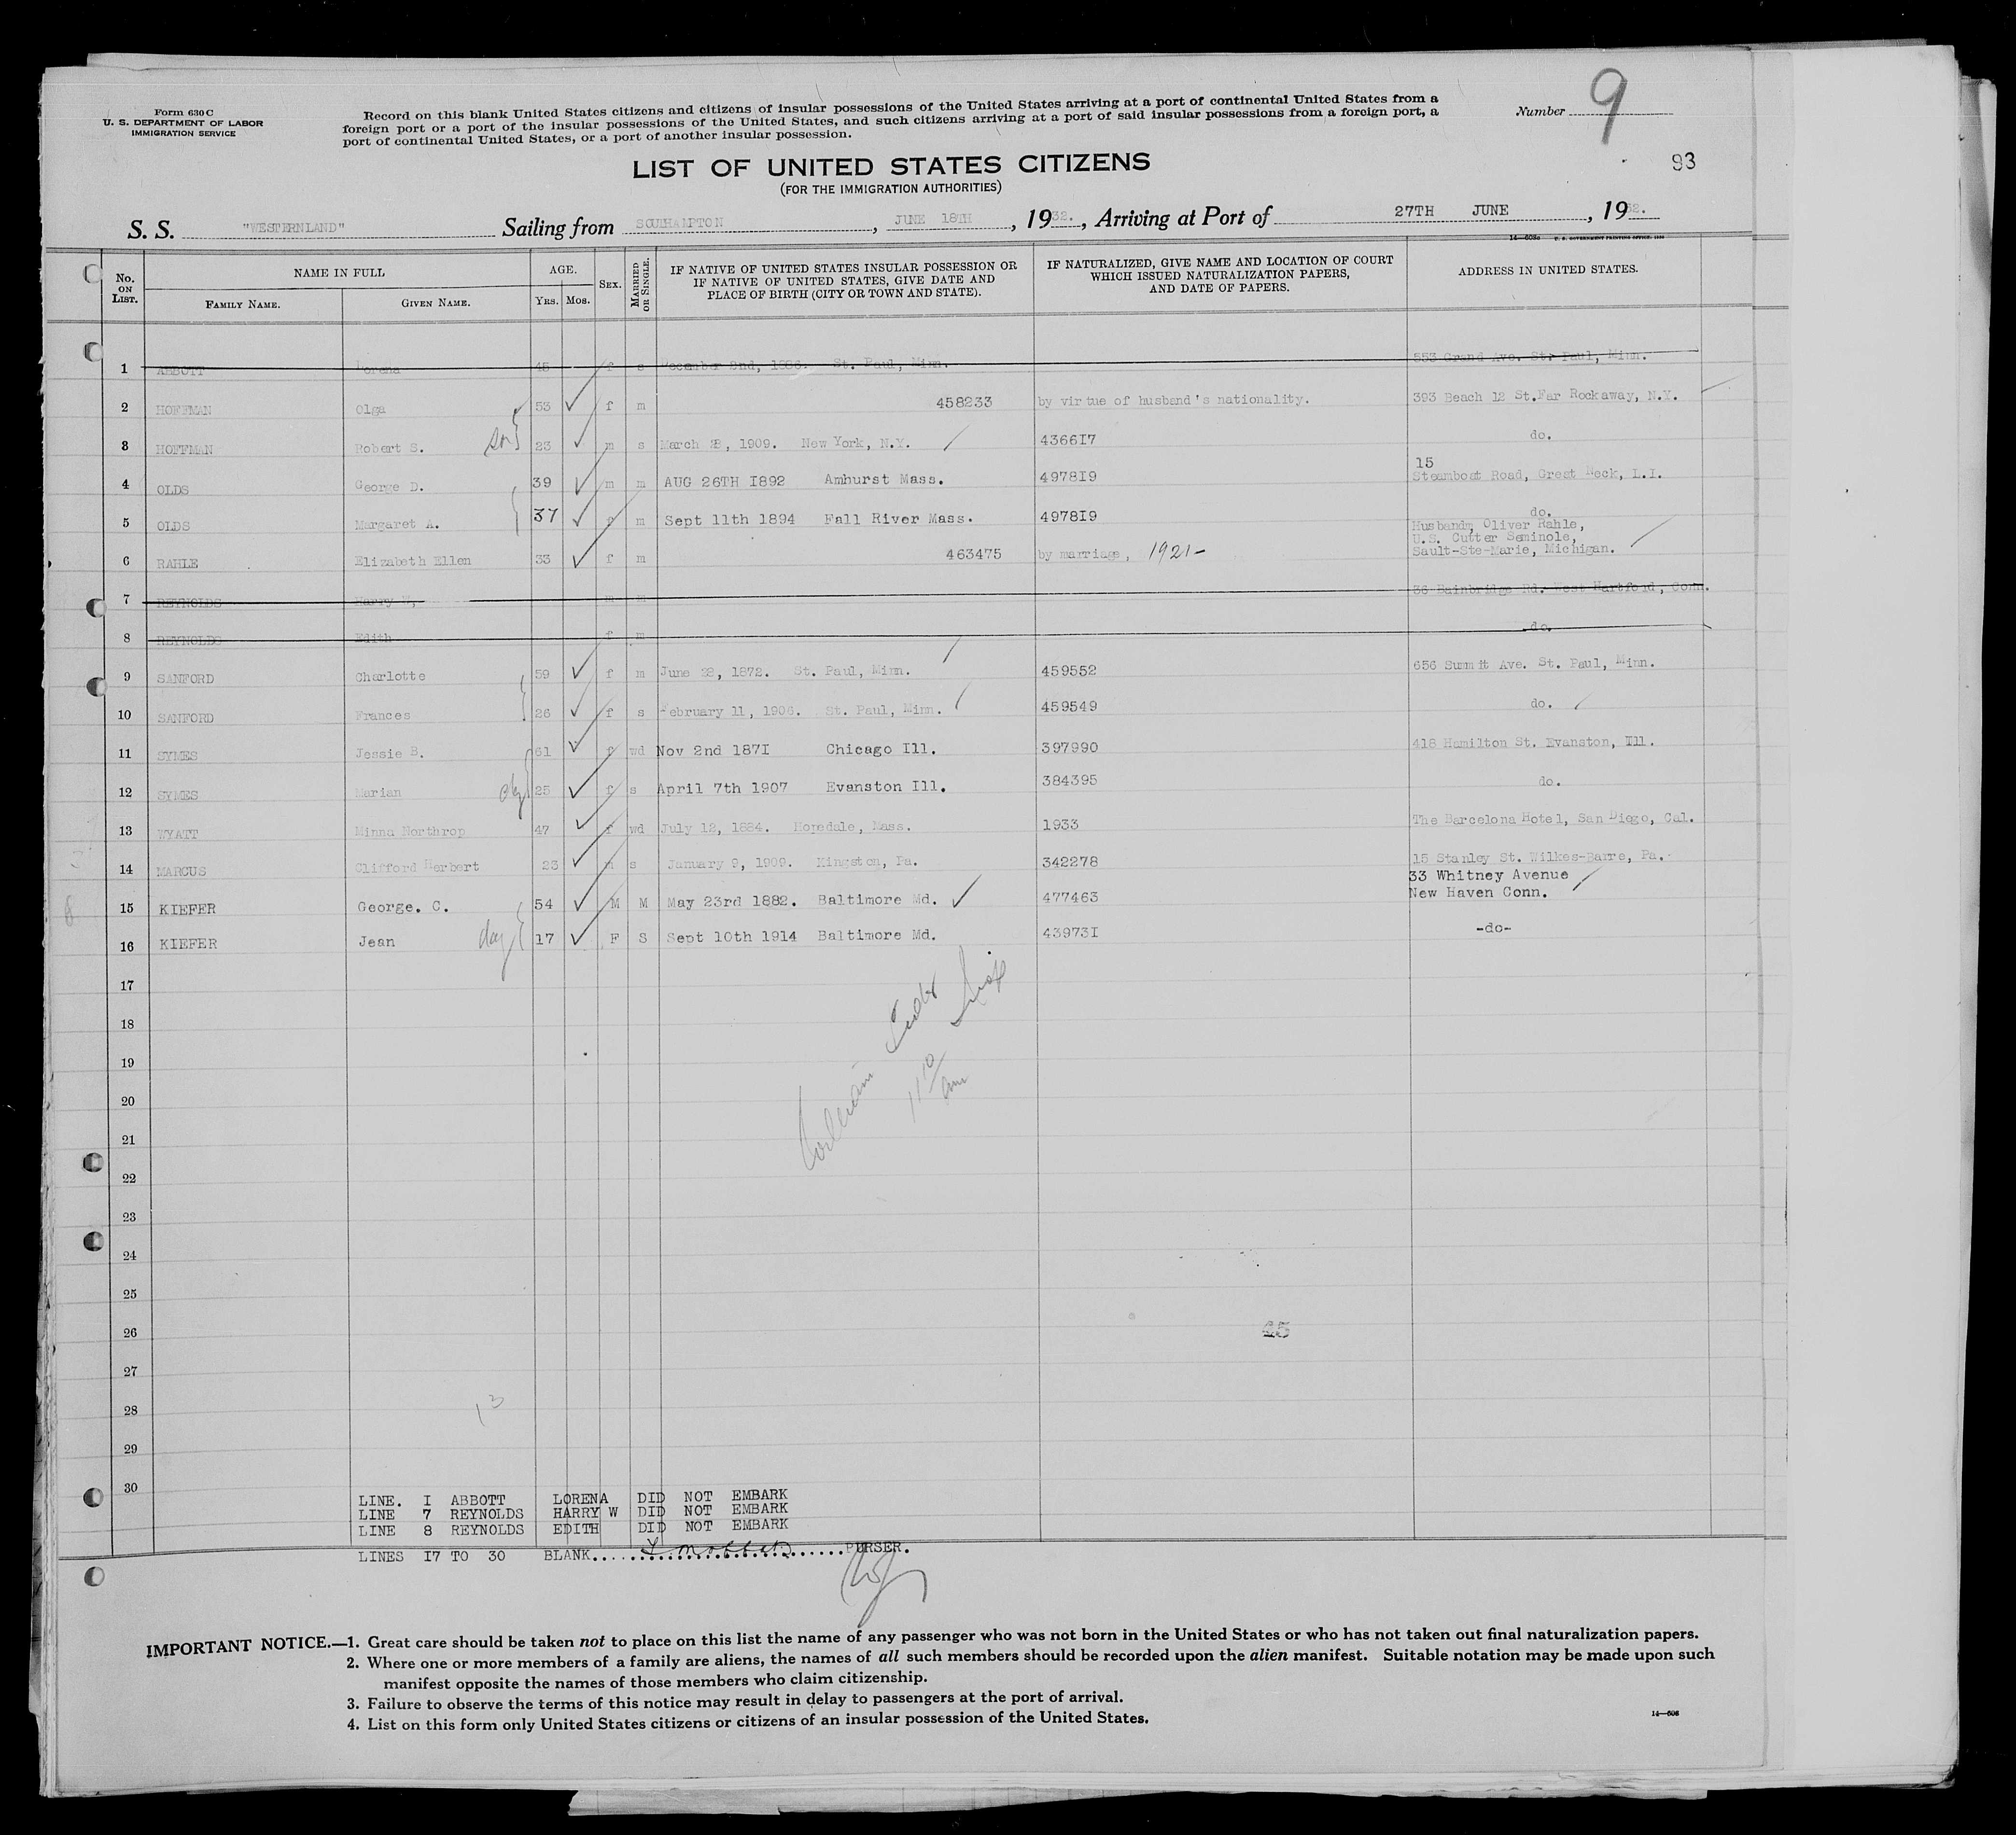 Form 630 C
U. S. DEPARTMENT OF LABOR
IMMIGRATION SERVICE
Record on this blank United States citizens and citizens of insular possessions of the United States arriving at a port of continental United States from a
foreign port or a port of the insular possessions of the United States, and such citizens arriving at a port of said insular possessions from a foreign port, a
port of continental United States, or a port of another insular possession.
Number 9
93
LIST OF UNITED STATES CITIZENS
(FOR THE IMMIGRATION AUTHORITIES)
S. S. "WESTERNLAND" Sailing from SOUTHAMPTON, JUNE 18TH, 1932., Arriving at Port of 27TH JUNE, 1932.
No. ON LIST. NAME IN FULL FAMILY NAME. GIVEN NAME. AGE. YRS. MOS. SEX. MARRIED OR SINGLE. IF NATIVE OF UNITED STATES INSULAR POSSESSION OR IF NATIVE OF UNITED STATES, GIVE DATE AND PLACE OF BIRTH (CITY OR TOWN AND STATE). IF NATURALIZED, GIVE NAME AND LOCATION OF COURT WHICH ISSUED NATURALIZATION PAPERS, AND DATE OF PAPERS. ADDRESS IN UNITED STATES.
1 ABBOTT Lorena 45 f s December 2nd, 1886. St. Paul, Minn. 553 Grand Ave. St. Paul, Minn.
2 HOFFMAN Olga 53 f m 458233 by virtue of husband's nationality. 393 Beach 12 St.Far Rockaway, N.Y.
3 HOFFMAN Robert S. son 23 m s March 28, 1909. New York, N.Y. 436617 do.
15
4 OLDS George D. 39 m m AUG 26TH I892 Amhurst Mass. 4978I9 Steamboat Road, Great Neck, L.I.
5 OLDS Margaret A. 37 f m Sept 11th 1894 Fall River Mass. 4978I9 do.
Husband, Oliver Rahle,
U.S. Cutter Seminole,
6 RAHLE Elizabeth Ellen 33 f m 463475 by marriage, 1921- Sault-Ste-Marie, Michigan.
7 REYNOLDS Harry W, m m 36 Bainbridge Rd. West Hartford, Conn.
8 REYNOLDS Edith f m do.
9 SANFORD Charlotte 59 f m June 28, 1872. St. Paul, Minn. 459552 656 Summit Ave. St. Paul, Minn.
10 SANFORD Frances 26 f s February 11, 1906. St. Paul, Minn. 459549 do.
11 SYMES Jessie B. 61 f wd Nov 2nd 187I Chicago Ill. 397990 418 Hamilton St. Evanston, Ill.
12 SYMES Marian 25 f s April 7th 1907 Evanston Ill. 384395 do.
13 WYATT Minna Northrop 47 f wd July 12, 1884. Hopedale, Mass. 1933 The Barcelona Hotel, San Diego, Cal.
14 MARCUS Clifford Herbert 23 m s January 9, 1909. Kingston, Pa. 342278 15 Stanley St. Wilkes-Barre, Pa.
33 Whitney Avenue
15 KIEFER George. C. 54 M M May 23rd 1882. Baltimore Md. 477463 New Haven Conn.
16 KIEFER Jean 17 F S Sept 10th 1914 Baltimore Md. 43973I -do-
17
18
19
20
21
22
23
24
25
26 45
27
28
29
30
13
LINE. I ABBOTT LORENA DID NOT EMBARK
LINE 7 REYNOLDS HARRY W DID NOT EMBARK
LINE 8 REYNOLDS EDITH DID NOT EMBARK
LINES I7 TO 30 BLANK PURSER.
IMPORTANT NOTICE.—1. Great care should be taken not to place on this list the name of any passenger who was not born in the United States or who has not taken out final naturalization papers.
2. Where one or more members of a family are aliens, the names of all such members should be recorded upon the alien manifest. Suitable notation may be made upon such
manifest opposite the names of those members who claim citizenship.
3. Failure to observe the terms of this notice may result in delay to passengers at the port of arrival.
4. List on this form only United States citizens or citizens of an insular possession of the United States.